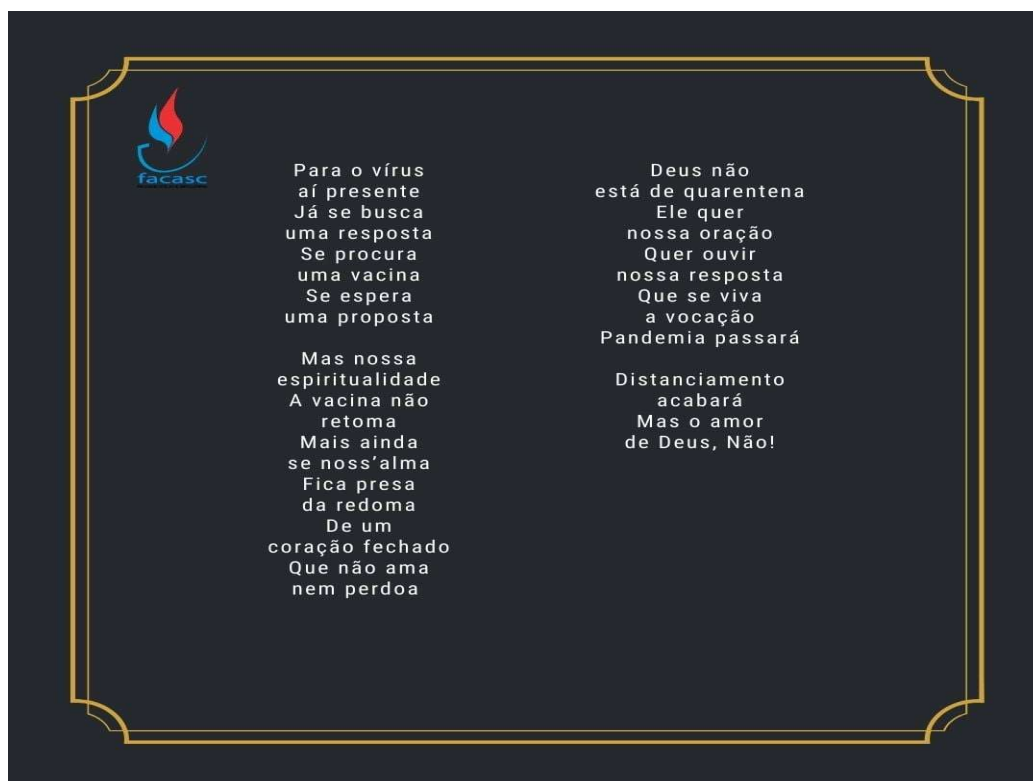 facasc
Para o vírus
aí presente
Já se busca
uma resposta
Se procura
uma vacina
Se espera
uma proposta
Mas nossa
espiritualidade
A vacina não
retoma
Mais ainda
se noss’alma
Fica presa
da redoma
De um
coração fechado
Que não ama
nem perdoa
Deus não
está de quarentena
Ele quer
nossa oração
Quer ouvir
nossa resposta
Que se viva
a vocação
Pandemia passará
Distanciamento
acabará
Mas o amor
de Deus, Não!